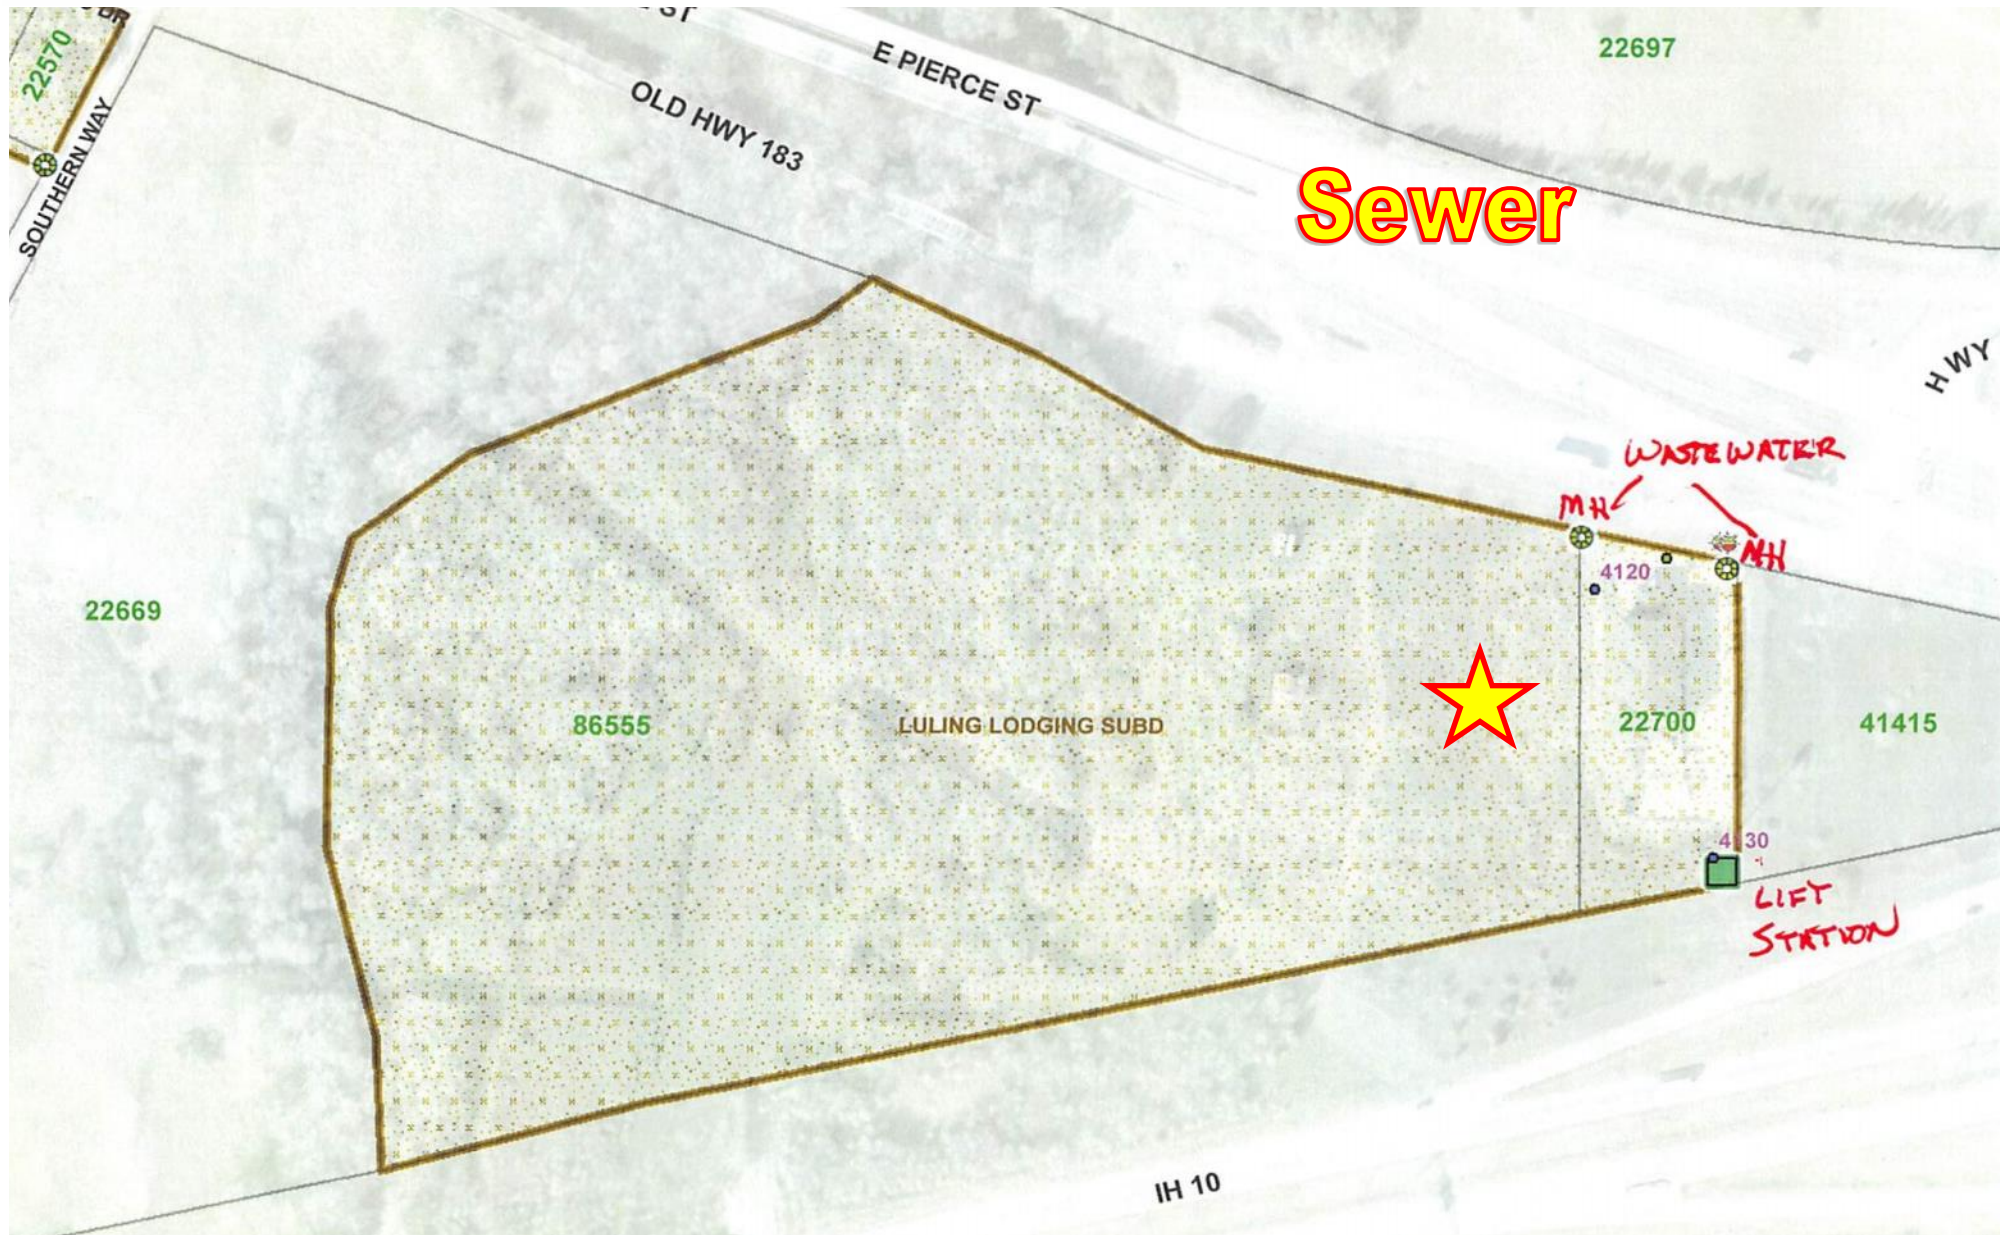 22570
SOUTHERN WAY
OLD HWY 183
E PIERCE ST
22697
Sewer
HWY
WASTEWATER
MH
MH
4120
22669
86555
LULING LODGING SUBD
22700
41415
LIFT
STATION
IH 10